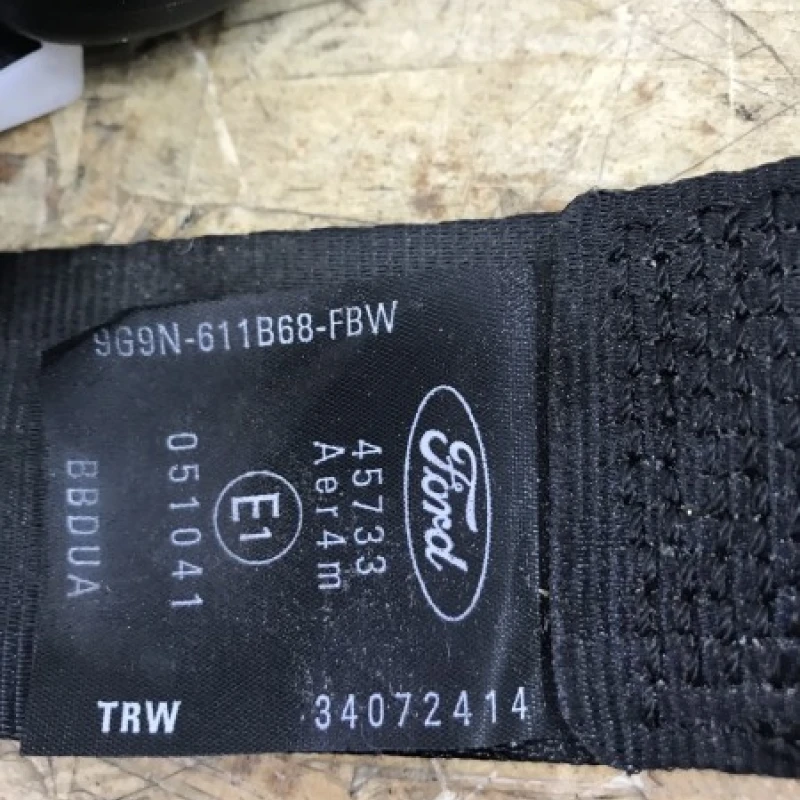 9G9N-611B68-FBW
Ford
45733
Aer4m
E1
051041
BBDUA
TRW
34072414